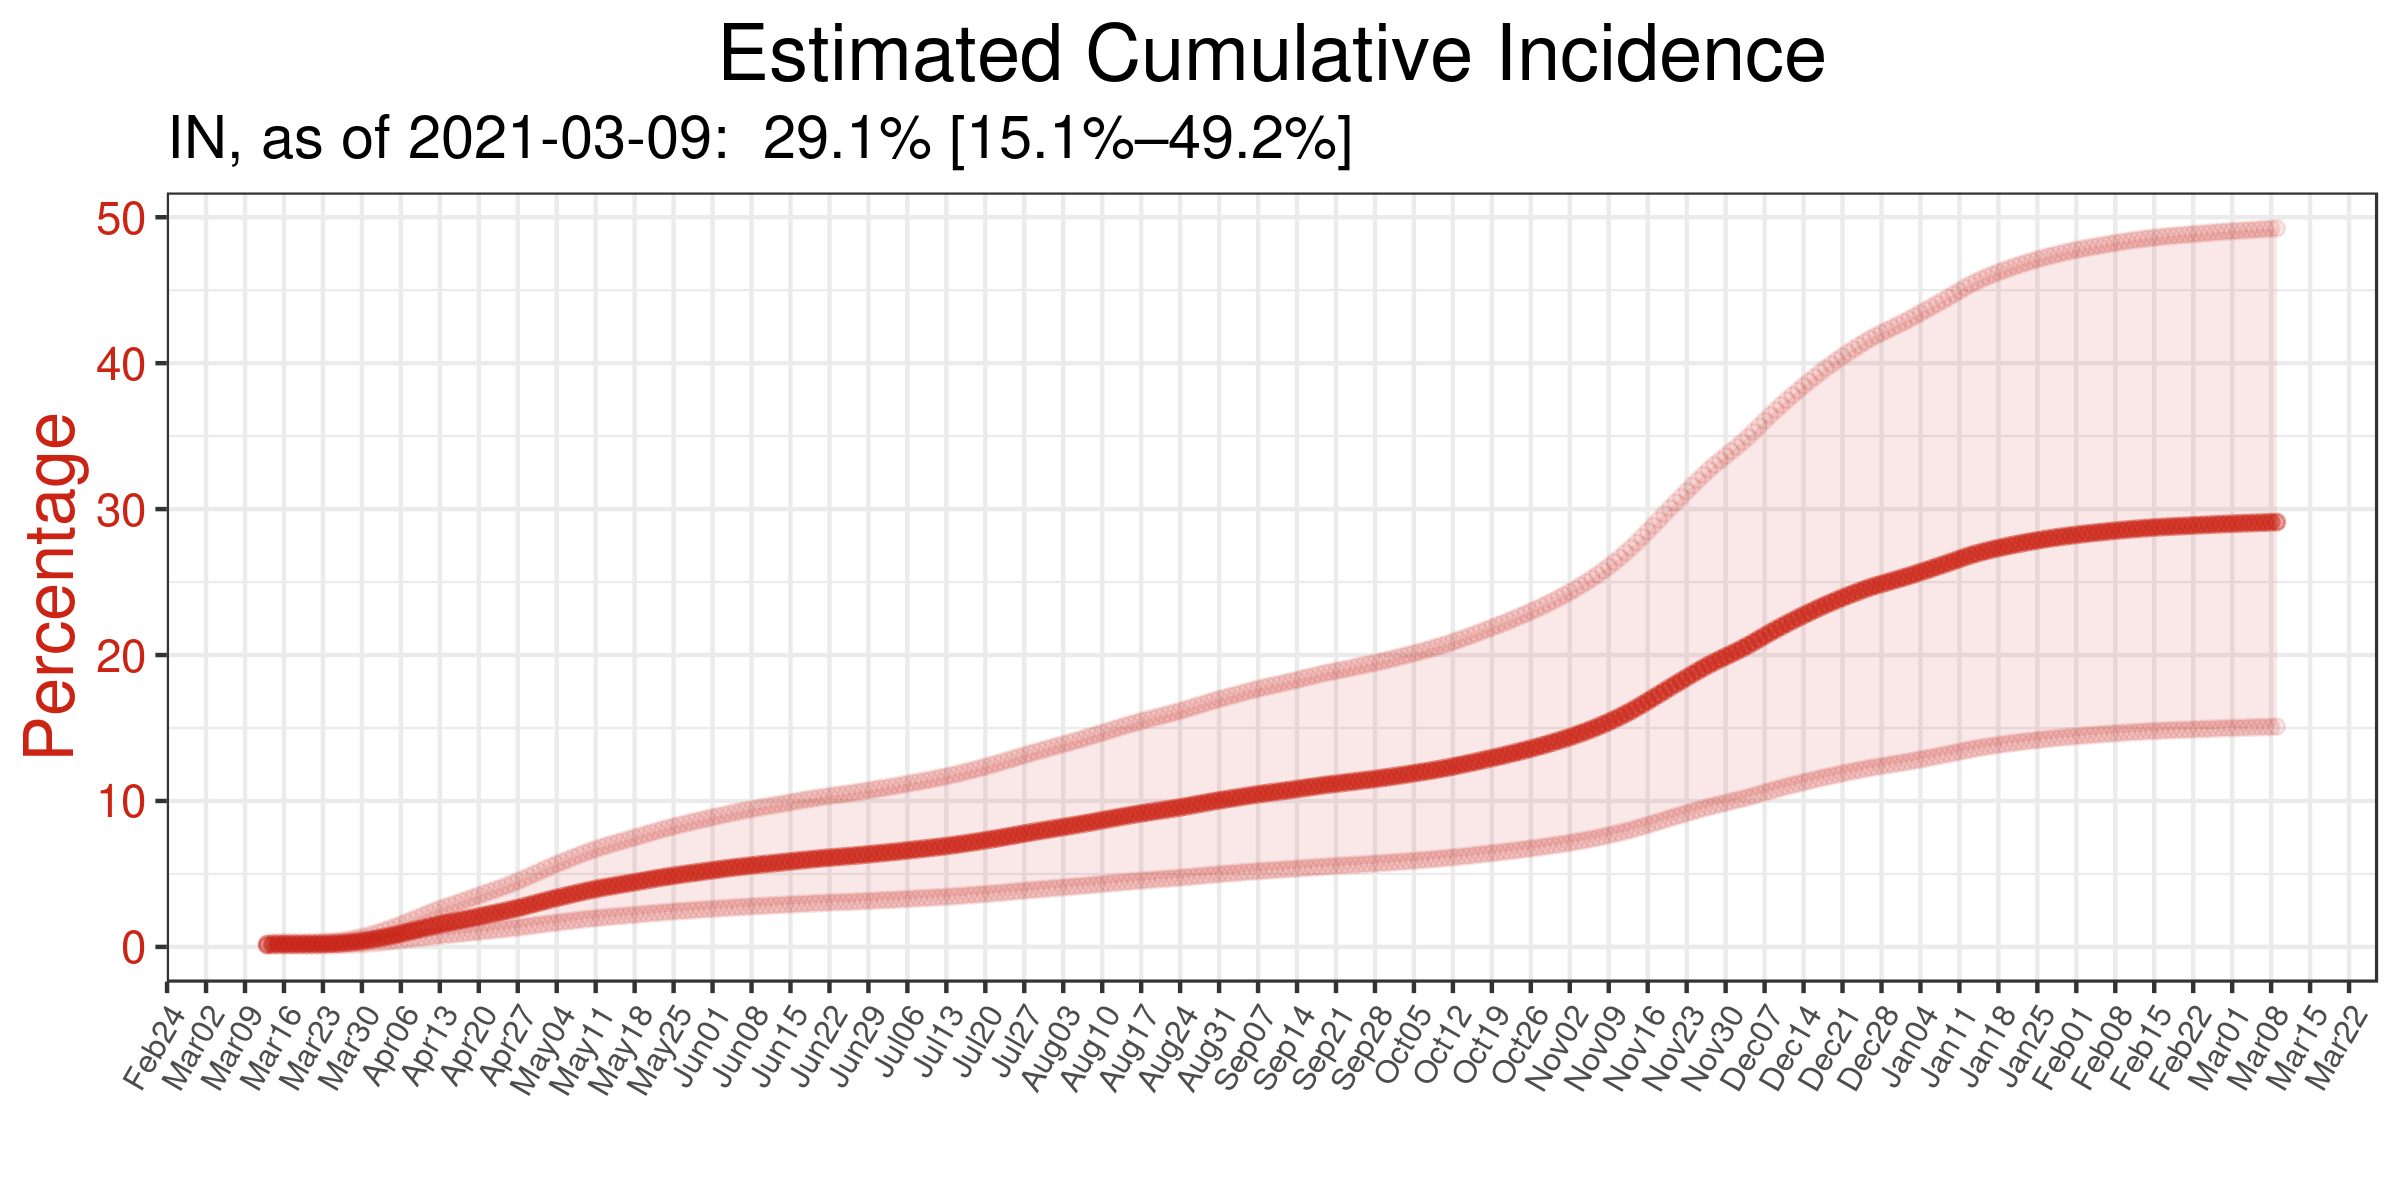 Estimated Cumulative Incidence
IN, as of 2021-03-09:  29.1% [15.1%–49.2%]
Percentage
50
40
30
20
10
0
Feb24
Mar02
Mar09
Mar16
Mar23
Mar30
Apr06
Apr13
Apr20
Apr27
May04
May11
May18
May25
Jun01
Jun08
Jun15
Jun22
Jun29
Jul06
Jul13
Jul20
Jul27
Aug03
Aug10
Aug17
Aug24
Aug31
Sep07
Sep14
Sep21
Sep28
Oct05
Oct12
Oct19
Oct26
Nov02
Nov09
Nov16
Nov23
Nov30
Dec07
Dec14
Dec21
Dec28
Jan04
Jan11
Jan18
Jan25
Feb01
Feb08
Feb15
Feb22
Mar01
Mar08
Mar15
Mar22